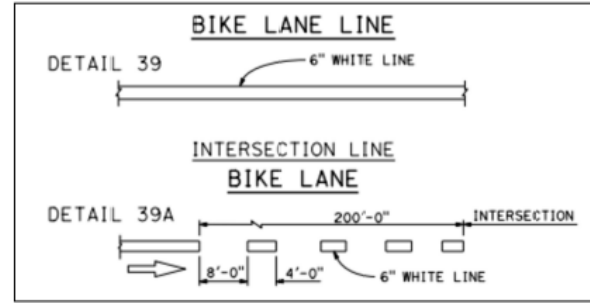 BIKE LANE LINE
DETAIL 39
6" WHITE LINE
INTERSECTION LINE
BIKE LANE
DETAIL 39A
200'-0"
INTERSECTION
8'-0"
4'-0"
6" WHITE LINE